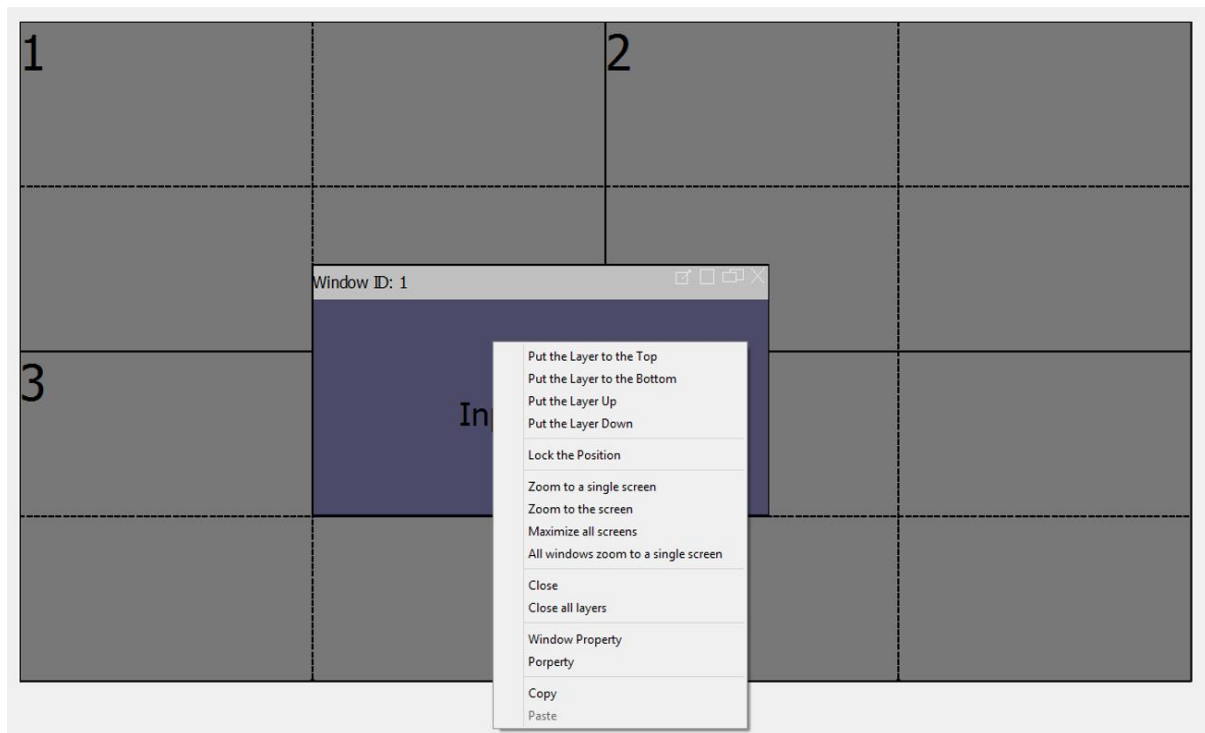 1
2
Window ID: 1
3
Put the Layer to the Top
Put the Layer to the Bottom
Put the Layer Up
Put the Layer Down
Lock the Position
Zoom to a single screen
Zoom to the screen
Maximize all screens
All windows zoom to a single screen
Close
Close all layers
Window Property
Porperty
Copy
Paste